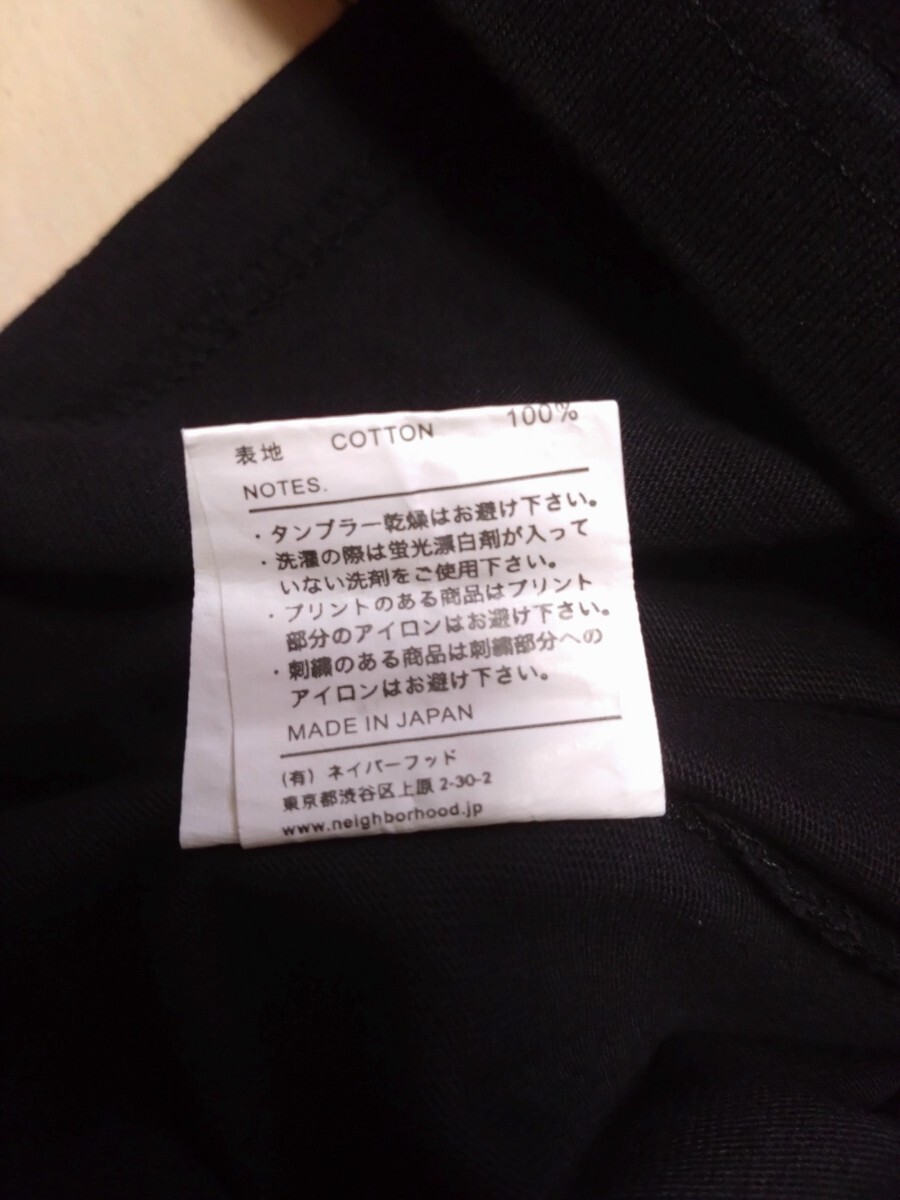 表地 COTTON 100%
NOTES.
・タンブラー乾燥はお避け下さい。
・洗濯の際は蛍光漂白剤が入って
いない洗剤をご使用下さい。
・プリントのある商品はプリント
部分のアイロンはお避け下さい。
・刺繍のある商品は刺繍部分への
アイロンはお避け下さい。
MADE IN JAPAN
(有) ネイバーフッド
東京都渋谷区上原 2-30-2
www.neighborhood.jp